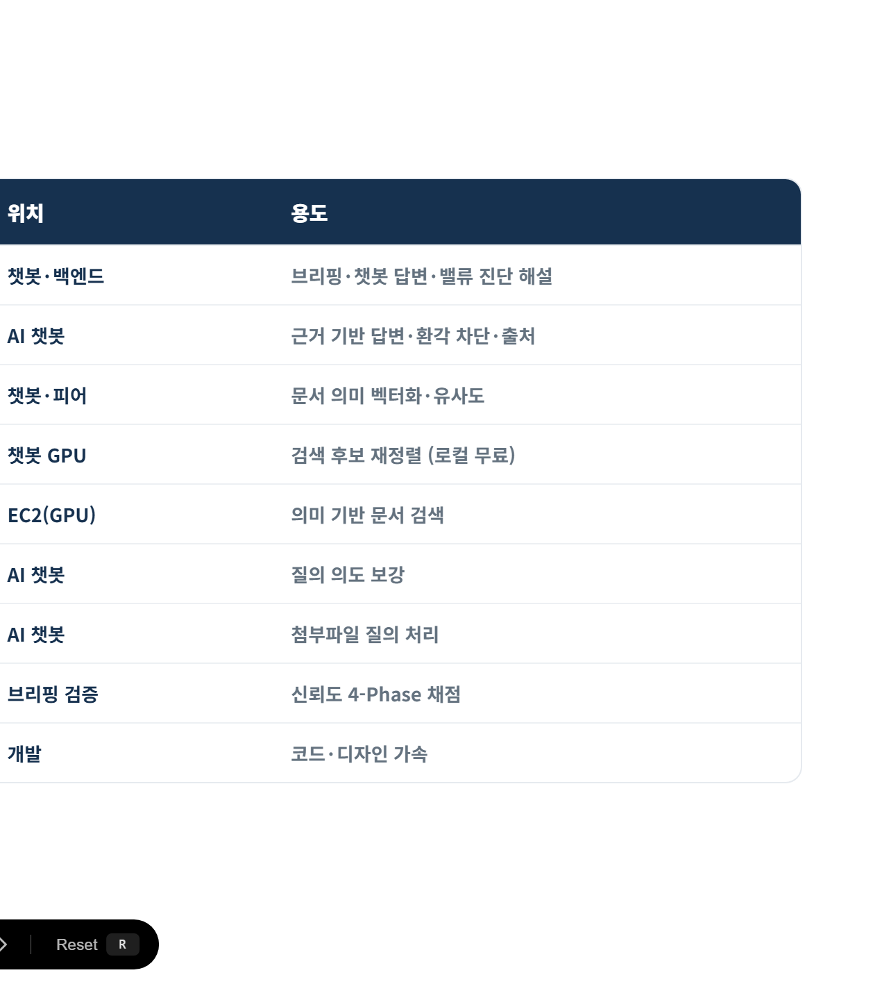 위치 용도
챗봇·백엔드 브리핑·챗봇 답변·밸류 진단 해설
AI 챗봇 근거 기반 답변·환각 차단·출처
챗봇·피어 문서 의미 벡터화·유사도
챗봇 GPU 검색 후보 재정렬 (로컬 무료)
EC2(GPU) 의미 기반 문서 검색
AI 챗봇 질의 의도 보강
AI 챗봇 첨부파일 질의 처리
브리핑 검증 신뢰도 4-Phase 채점
개발 코드·디자인 가속
Reset R